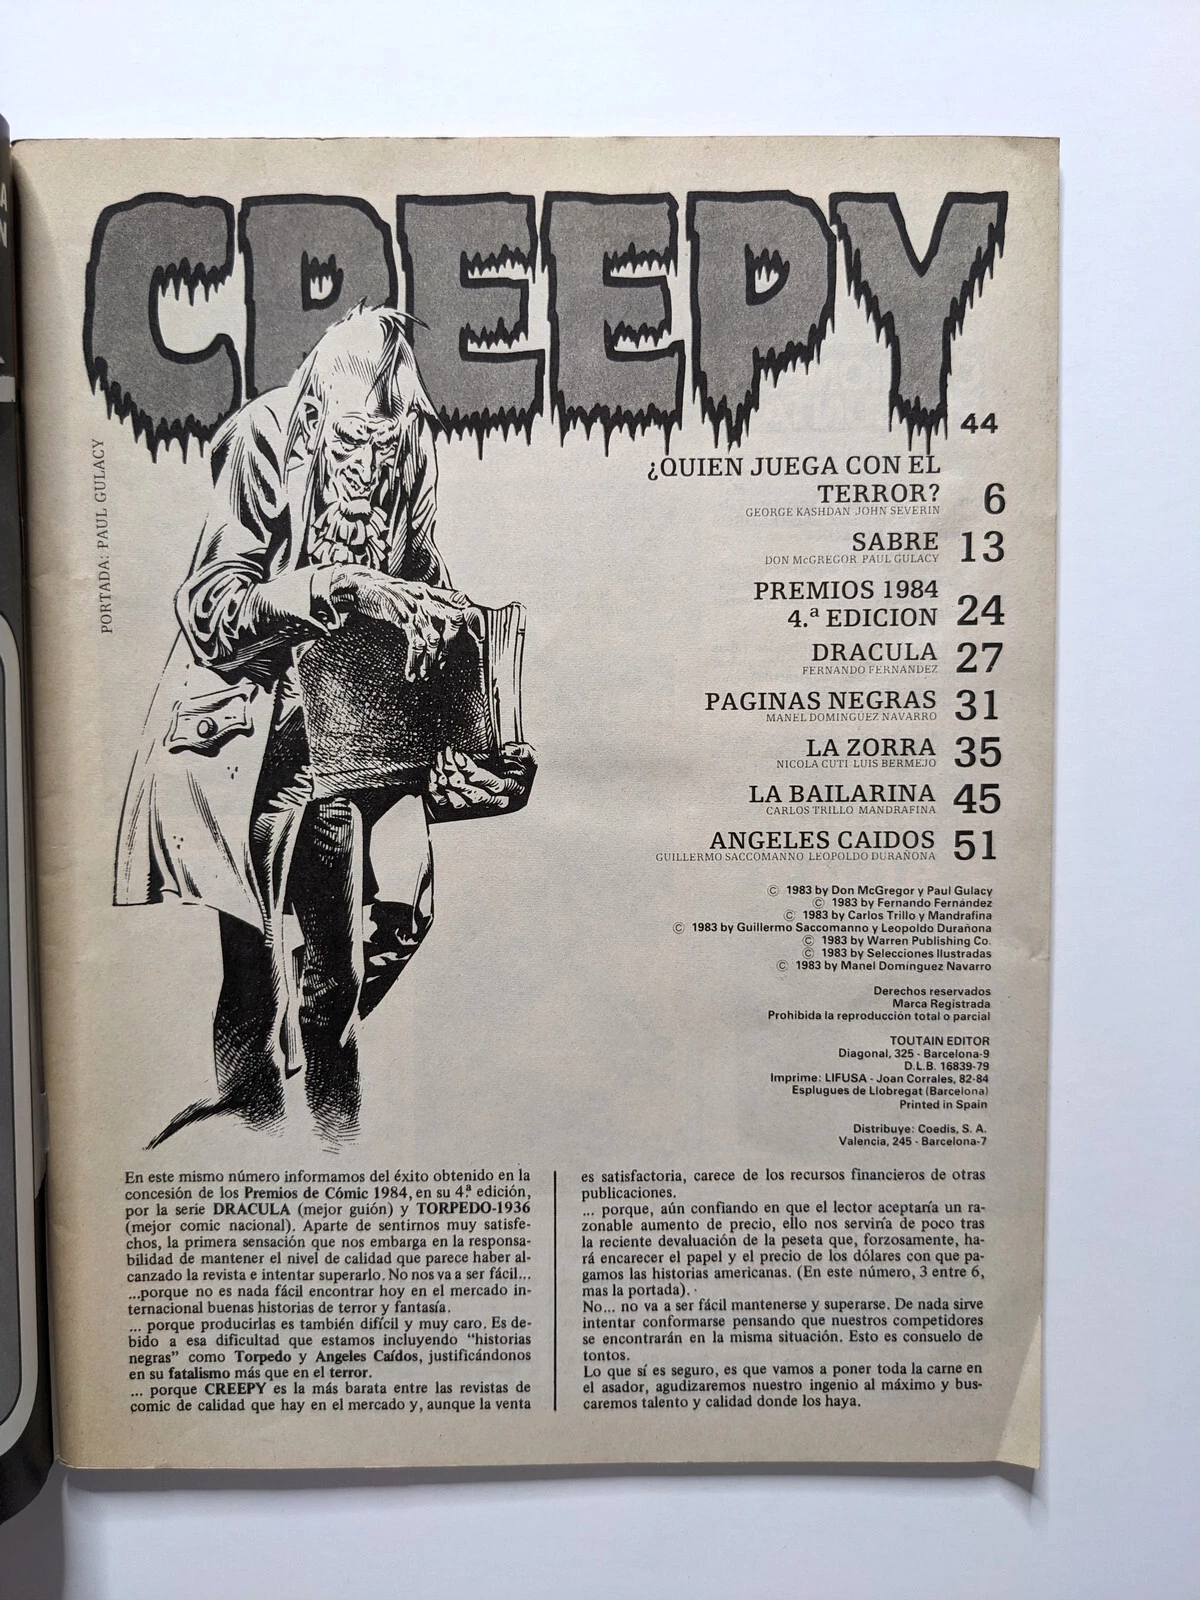 CREEPY
44
PORTADA: PAUL GULACY
¿QUIEN JUEGA CON EL
TERROR? 6
GEORGE KASHDAN JOHN SEVERIN
SABRE 13
DON McGREGOR PAUL GULACY
PREMIOS 1984
4.ª EDICION 24
DRACULA 27
FERNANDO FERNANDEZ
PAGINAS NEGRAS 31
MANEL DOMINGUEZ NAVARRO
LA ZORRA 35
NICOLA CUTI LUIS BERMEJO
LA BAILARINA 45
CARLOS TRILLO MANDRAFINA
ANGELES CAIDOS 51
GUILLERMO SACCOMANNO LEOPOLDO DURAÑONA
© 1983 by Don McGregor y Paul Gulacy
© 1983 by Fernando Fernández
© 1983 by Carlos Trillo y Mandrafina
© 1983 by Guillermo Saccomanno y Leopoldo Durañona
© 1983 by Warren Publishing Co.
© 1983 by Selecciones Ilustradas
© 1983 by Manel Domínguez Navarro
Derechos reservados
Marca Registrada
Prohibida la reproducción total o parcial
TOUTAIN EDITOR
Diagonal, 325 - Barcelona-9
D.L.B. 16839-79
Imprime: LIFUSA - Joan Corrales, 82-84
Esplugues de Llobregat (Barcelona)
Printed in Spain
Distribuye: Coedis, S. A.
Valencia, 245 - Barcelona-7
En este mismo número informamos del éxito obtenido en la
concesión de los Premios de Cómic 1984, en su 4.ª edición,
por la serie DRACULA (mejor guión) y TORPEDO-1936
(mejor comic nacional). Aparte de sentirnos muy satisfe-
chos, la primera sensación que nos embarga en la responsa-
bilidad de mantener el nivel de calidad que parece haber al-
canzado la revista e intentar superarlo. No nos va a ser fácil...
...porque no es nada fácil encontrar hoy en el mercado in-
ternacional buenas historias de terror y fantasía.
... porque producirlas es también difícil y muy caro. Es de-
bido a esa dificultad que estamos incluyendo "historias
negras" como Torpedo y Angeles Caídos, justificándonos
en su fatalismo más que en el terror.
... porque CREEPY es la más barata entre las revistas de
comic de calidad que hay en el mercado y, aunque la venta
es satisfactoria, carece de los recursos financieros de otras
publicaciones.
... porque, aún confiando en que el lector aceptaría un ra-
zonable aumento de precio, ello nos serviría de poco tras
la reciente devaluación de la peseta que, forzosamente, ha-
rá encarecer el papel y el precio de los dólares con que pa-
gamos las historias americanas. (En este número, 3 entre 6,
mas la portada).
No... no va a ser fácil mantenerse y superarse. De nada sirve
intentar conformarse pensando que nuestros competidores
se encontrarán en la misma situación. Esto es consuelo de
tontos.
Lo que sí es seguro, es que vamos a poner toda la carne en
el asador, agudizaremos nuestro ingenio al máximo y bus-
caremos talento y calidad donde los haya.